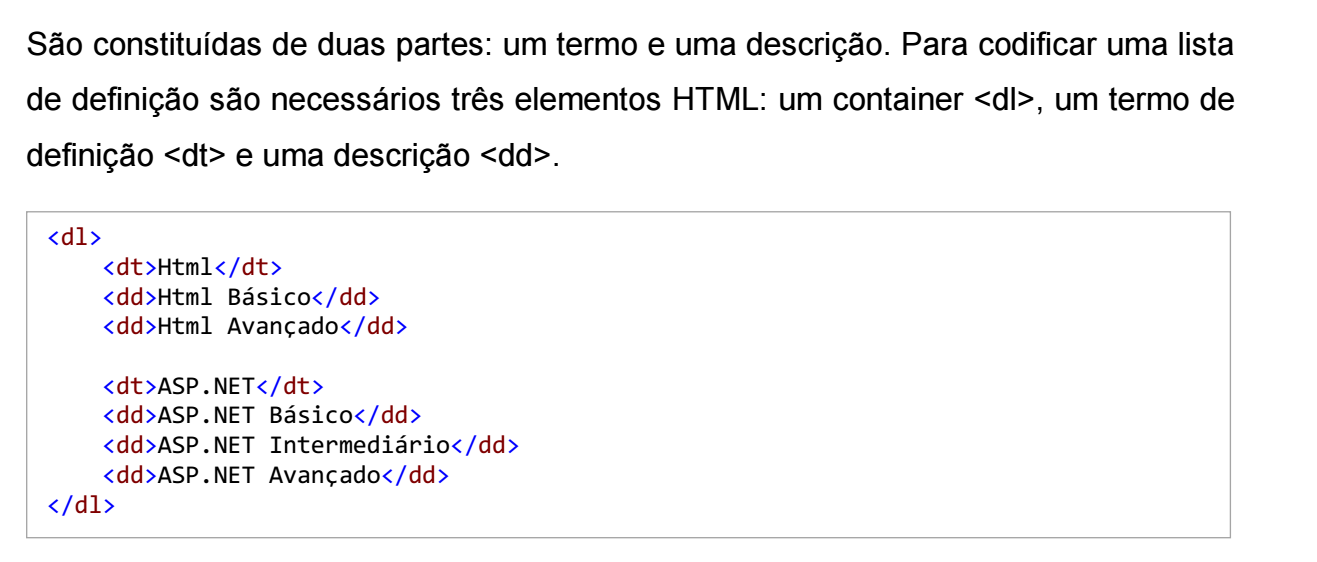 São constituídas de duas partes: um termo e uma descrição. Para codificar uma lista
de definição são necessários três elementos HTML: um container <dl>, um termo de
definição <dt> e uma descrição <dd>.
<dl>
    <dt>Html</dt>
    <dd>Html Básico</dd>
    <dd>Html Avançado</dd>

    <dt>ASP.NET</dt>
    <dd>ASP.NET Básico</dd>
    <dd>ASP.NET Intermediário</dd>
    <dd>ASP.NET Avançado</dd>
</dl>